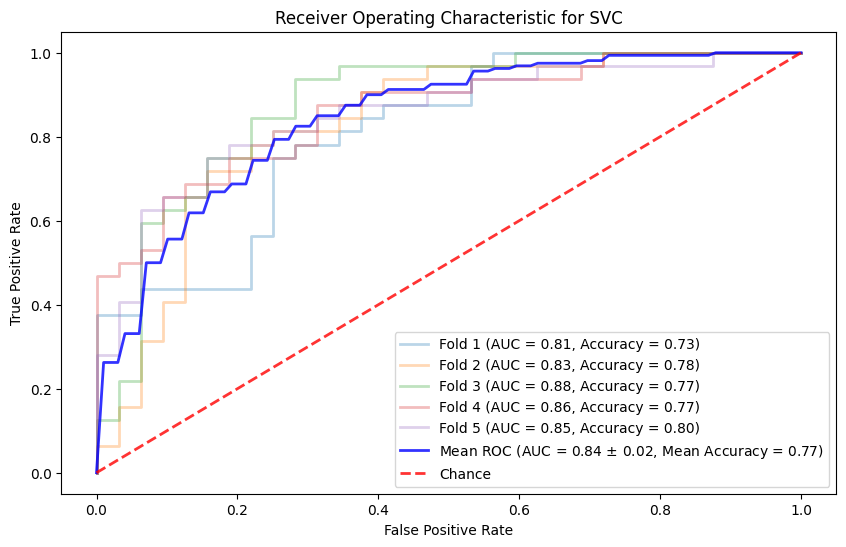 Receiver Operating Characteristic for SVC
1.0
0.8
0.6
0.4
0.2
0.0
True Positive Rate
Fold 1 (AUC = 0.81, Accuracy = 0.73)
Fold 2 (AUC = 0.83, Accuracy = 0.78)
Fold 3 (AUC = 0.88, Accuracy = 0.77)
Fold 4 (AUC = 0.86, Accuracy = 0.77)
Fold 5 (AUC = 0.85, Accuracy = 0.80)
Mean ROC (AUC = 0.84 ± 0.02, Mean Accuracy = 0.77)
Chance
0.0 0.2 0.4 0.6 0.8 1.0
False Positive Rate